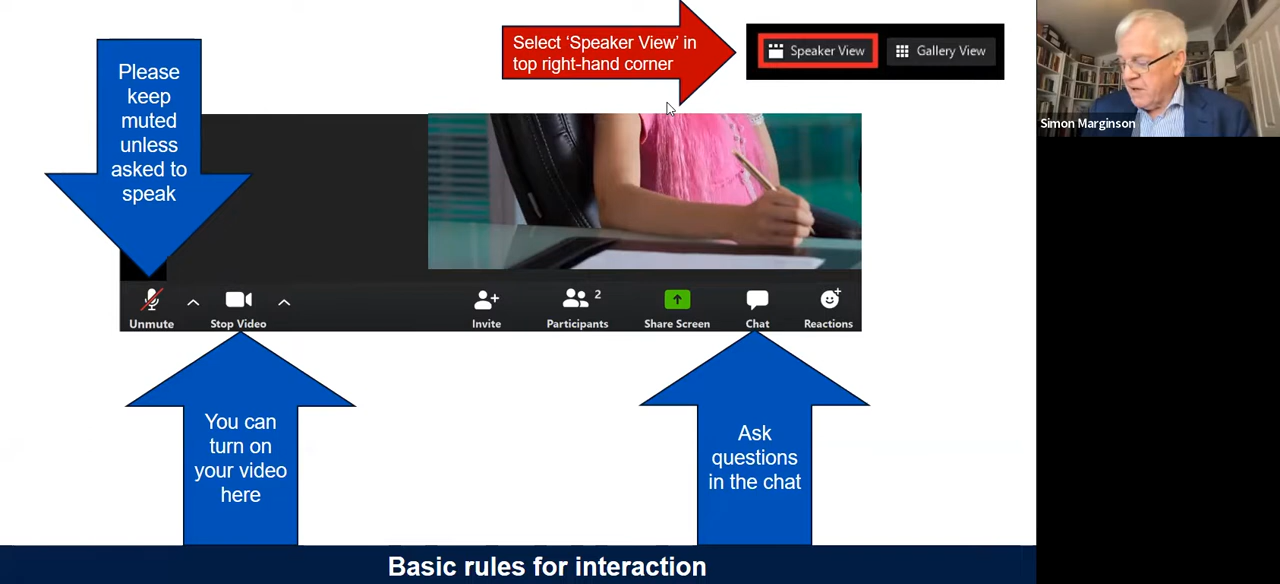 Select ‘Speaker View’ in
top right-hand corner
Speaker View
Gallery View
Simon Marginson
Please
keep
muted
unless
asked to
speak
Unmute
Stop Video
Invite
2
Participants
Share Screen
Chat
Reactions
You can
turn on
your video
here
Ask
questions
in the chat
Basic rules for interaction